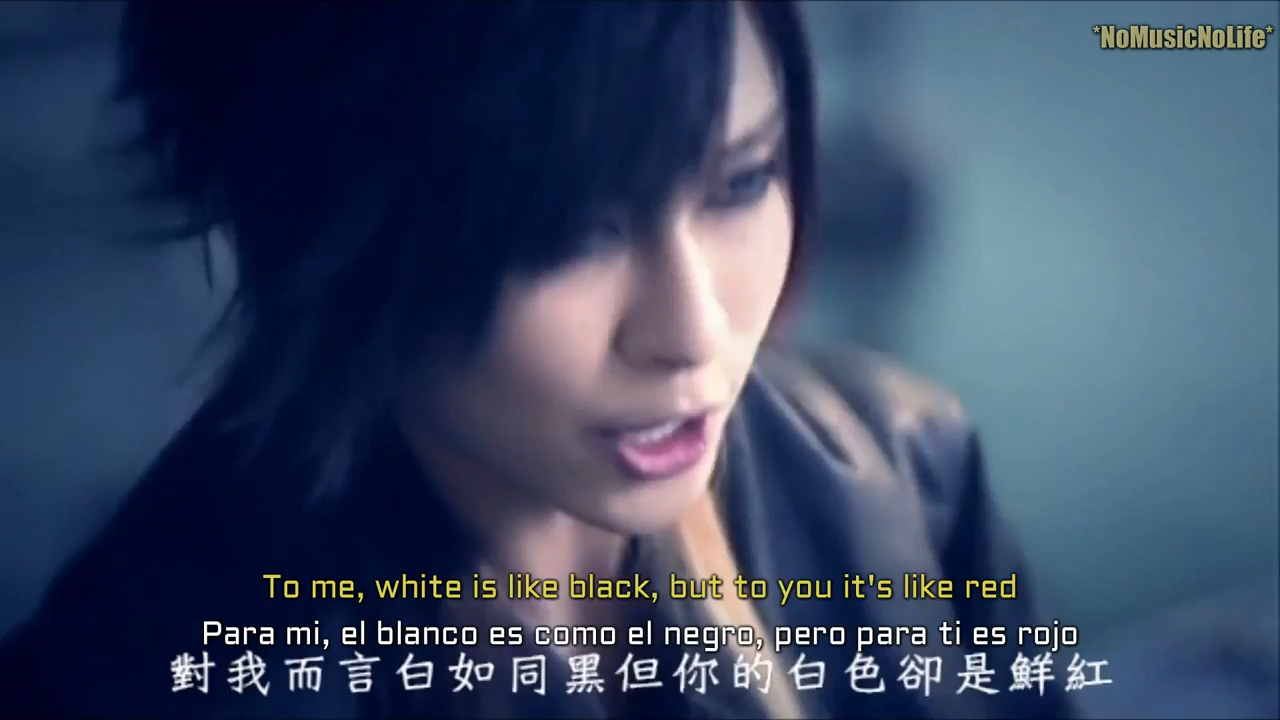 *NoMusicNoLife*
To me, white is like black, but to you it's like red
Para mi, el blanco es como el negro, pero para ti es rojo
對我而言白如同黑但你的白色卻是鮮紅